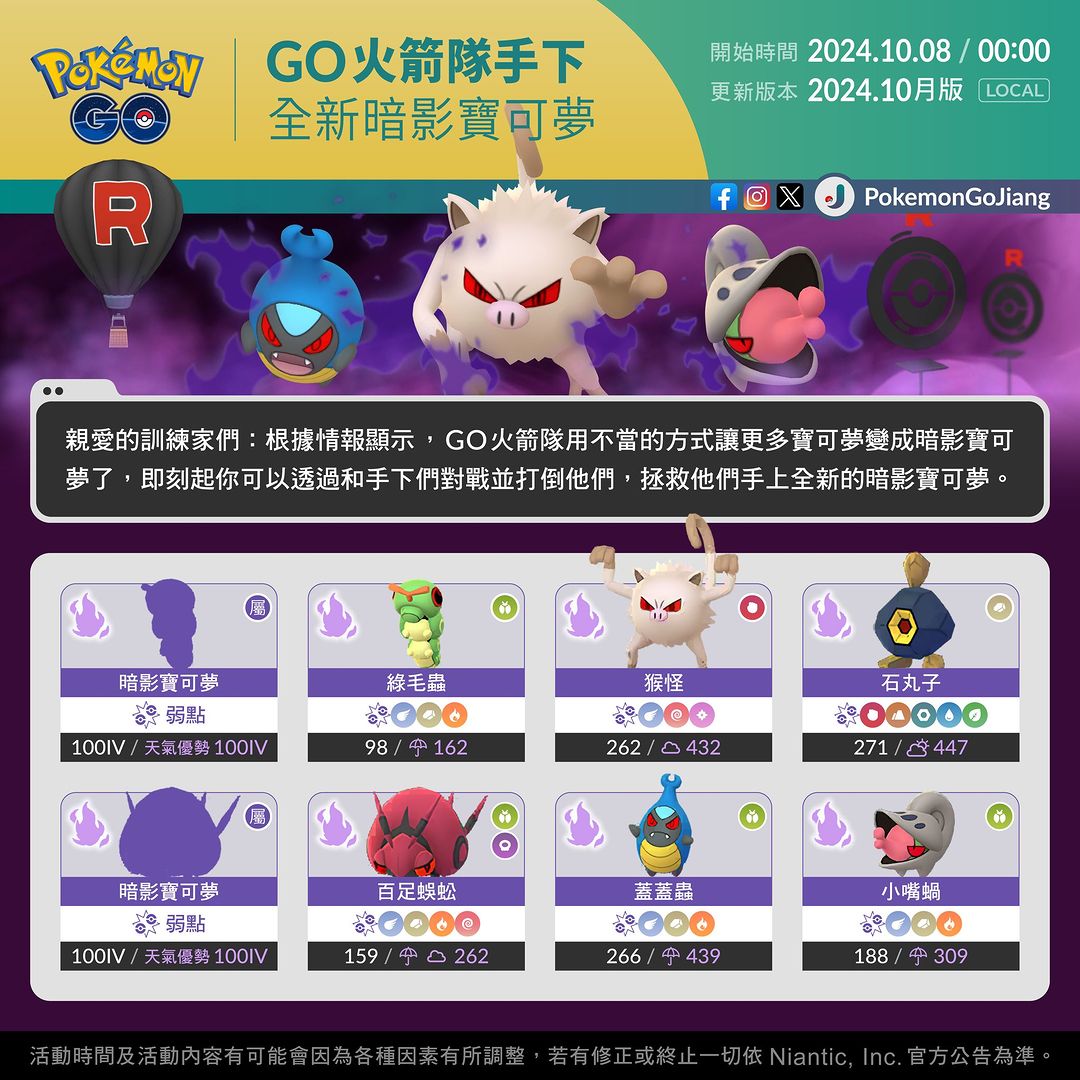 POKÉMON
GO
GO火箭隊手下
全新暗影寶可夢
開始時間 2024.10.08 / 00:00
更新版本 2024.10月版 LOCAL
PokemonGoJiang
R
R
R
親愛的訓練家們：根據情報顯示，GO火箭隊用不當的方式讓更多寶可夢變成暗影寶可
夢了，即刻起你可以透過和手下們對戰並打倒他們，拯救他們手上全新的暗影寶可夢。
屬
暗影寶可夢
弱點
100IV / 天氣優勢 100IV
綠毛蟲
98 / 162
猴怪
262 / 432
石丸子
271 / 447
屬
暗影寶可夢
弱點
100IV / 天氣優勢 100IV
百足蜈蚣
159 / 262
蓋蓋蟲
266 / 439
小嘴蝸
188 / 309
活動時間及活動內容有可能會因為各種因素有所調整，若有修正或終止一切依 Niantic, Inc. 官方公告為準。